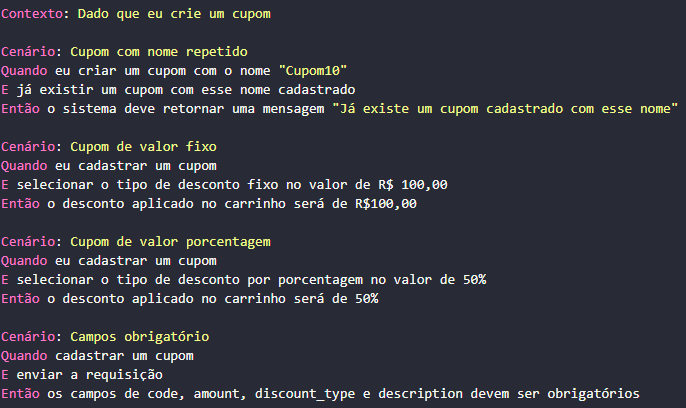 Contexto: Dado que eu crie um cupom
Cenário: Cupom com nome repetido
Quando eu criar um cupom com o nome "Cupom10"
E já existir um cupom com esse nome cadastrado
Então o sistema deve retornar uma mensagem "Já existe um cupom cadastrado com esse nome"
Cenário: Cupom de valor fixo
Quando eu cadastrar um cupom
E selecionar o tipo de desconto fixo no valor de R$ 100,00
Então o desconto aplicado no carrinho será de R$100,00
Cenário: Cupom de valor porcentagem
Quando eu cadastrar um cupom
E selecionar o tipo de desconto por porcentagem no valor de 50%
Então o desconto aplicado no carrinho será de 50%
Cenário: Campos obrigatório
Quando cadastrar um cupom
E enviar a requisição
Então os campos de code, amount, discount_type e description devem ser obrigatórios